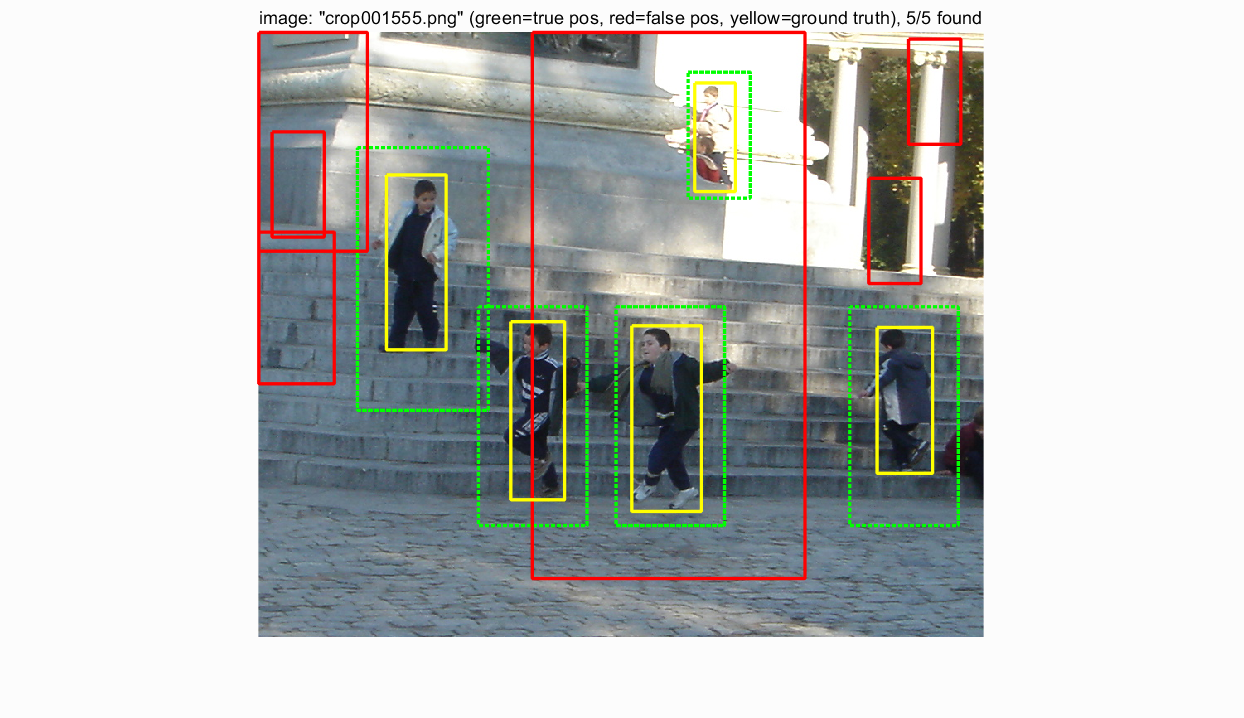 image: "crop001555.png" (green=true pos, red=false pos, yellow=ground truth), 5/5 found